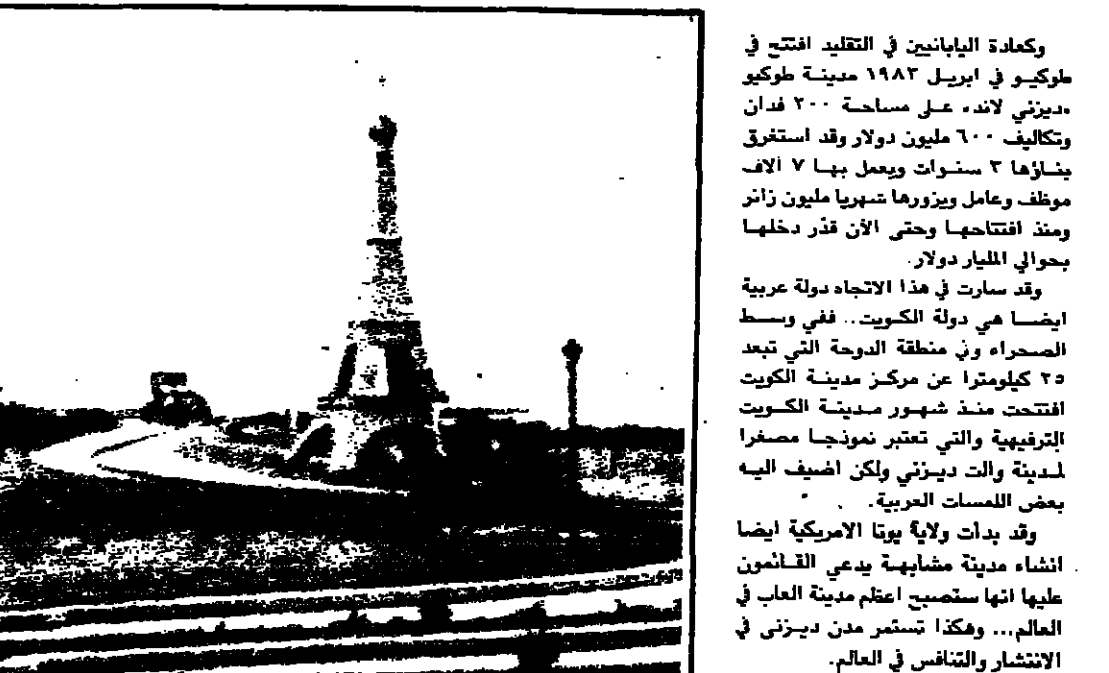 وكعادة اليابانيين في التقليد افتتح في
طوكيو في ابريل ١٩٨٣ مدينة طوكيو
«ديزني لاند» على مساحة ٢٠٠ فدان
وتكاليف ٦٠٠ مليون دولار وقد استغرق
بناؤها ٣ سنوات ويعمل بها ٧ الاف
موظف وعامل ويزورها شهريا مليون زائر
ومنذ افتتاحها وحتى الآن قدّر دخلها
بحوالي المليار دولار.
وقد سارت في هذا الاتجاه دولة عربية
ايضا هي دولة الكويت.. ففي وسط
الصحراء وفي منطقة الدوحة التي تبعد
٢٥ كيلومترا عن مركز مدينة الكويت
افتتحت منذ شهور مدينة الكويت
الترفيهية والتي تعتبر نموذجا مصغرا
لمدينة والت ديزني ولكن اضيف اليه
بعض اللمسات العربية.
وقد بدأت ولاية يوتا الامريكية ايضا
انشاء مدينة مشابهة يدعي القائمون
عليها انها ستصبح اعظم مدينة العاب في
العالم... وهكذا تستمر مدن ديزني في
الانتشار والتنافس في العالم.